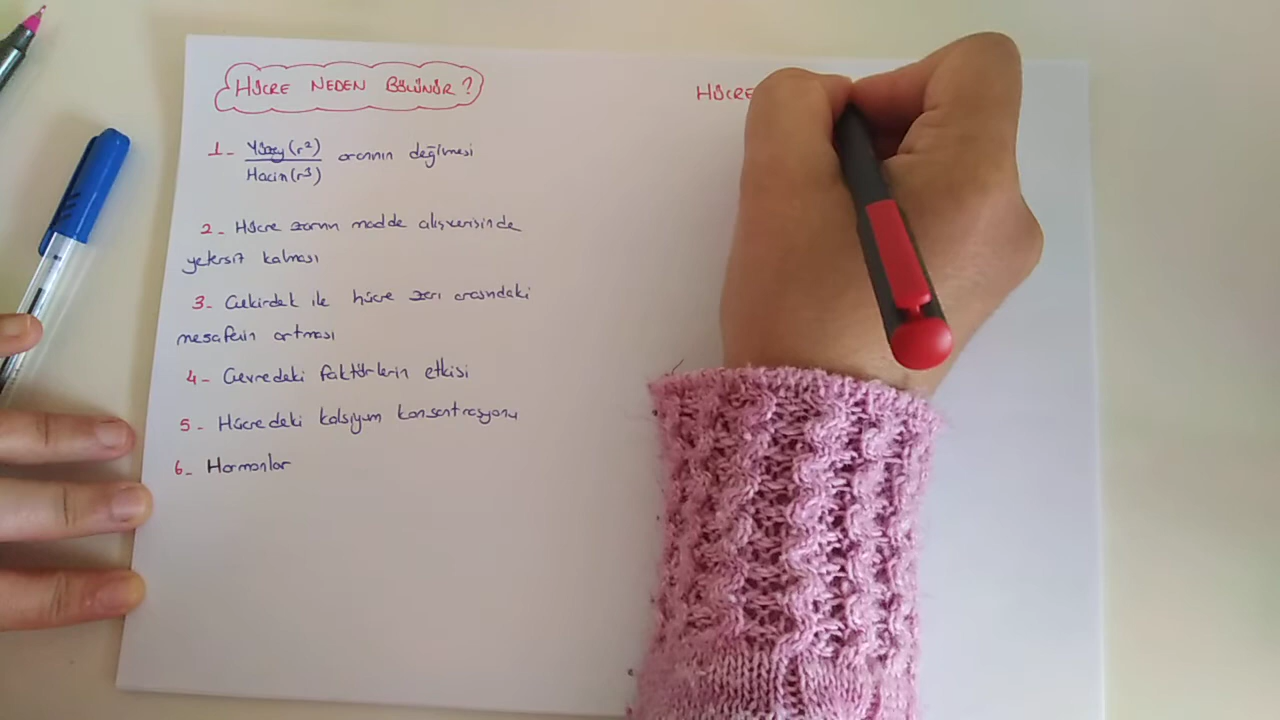 HÜCRE NEDEN BÖLÜNÜR?
1- Yüzey(r²)
Hacim(r³) oranının değişmesi
2- Hücre zarının madde alışverişinde
yetersiz kalması
3- Çekirdek ile hücre zarı arasındaki
mesafenin artması
4- Çevredeki faktörlerin etkisi
5- Hücredeki kalsiyum konsantrasyonu
6- Hormonlar
HÜCRE